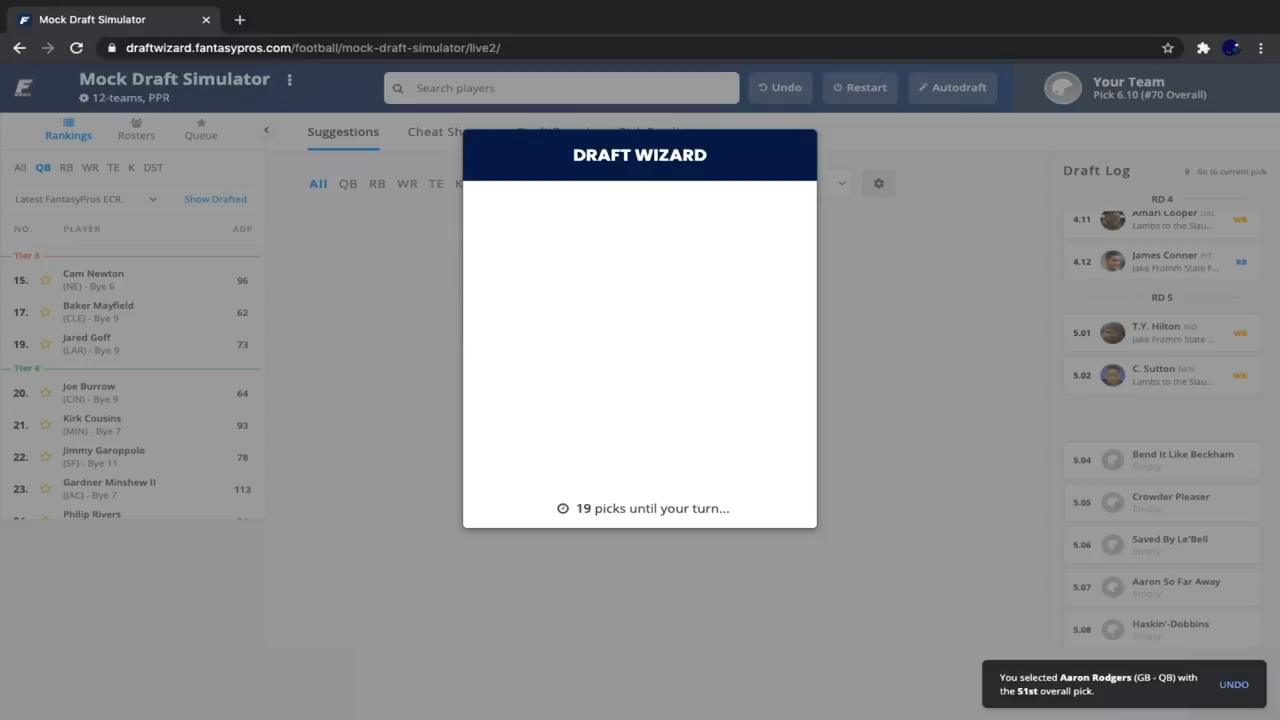 Mock Draft Simulator
draftwizard.fantasypros.com/football/mock-draft-simulator/live2/
Mock Draft Simulator
12-teams, PPR
Search players
Undo
Restart
Autodraft
Your Team
Pick 6.10 (#70 Overall)
Rankings
Rosters
Queue
Suggestions
Cheat Sh
All QB RB WR TE K DST
All QB RB WR TE K
Latest FantasyPros ECR
Show Drafted
NO. PLAYER ADP
Tier 3
15. Cam Newton 96
(NE) - Bye 6
17. Baker Mayfield 62
(CLE) - Bye 9
19. Jared Goff 73
(LAR) - Bye 9
Tier 4
20. Joe Burrow 64
(CIN) - Bye 9
21. Kirk Cousins 93
(MIN) - Bye 7
22. Jimmy Garoppolo 78
(SF) - Bye 11
23. Gardner Minshew II 113
(JAC) - Bye 7
Philip Rivers
DRAFT WIZARD
19 picks until your turn...
Draft Log
Go to current pick
RD 4
4.11 Amari Cooper DAL WR
Lambs to the Slau...
4.12 James Conner PIT RB
Jake Fromm State F...
RD 5
5.01 T.Y. Hilton IND WR
Jake Fromm State ...
5.02 C. Sutton DEN WR
Lambs to the Slau...
5.04 Bend It Like Beckham
Empty
5.05 Crowder Pleaser
Empty
5.06 Saved By Le'Bell
Empty
5.07 Aaron So Far Away
Empty
5.08 Haskin'-Dobbins
Empty
You selected Aaron Rodgers (GB - QB) with
the 51st overall pick.
UNDO